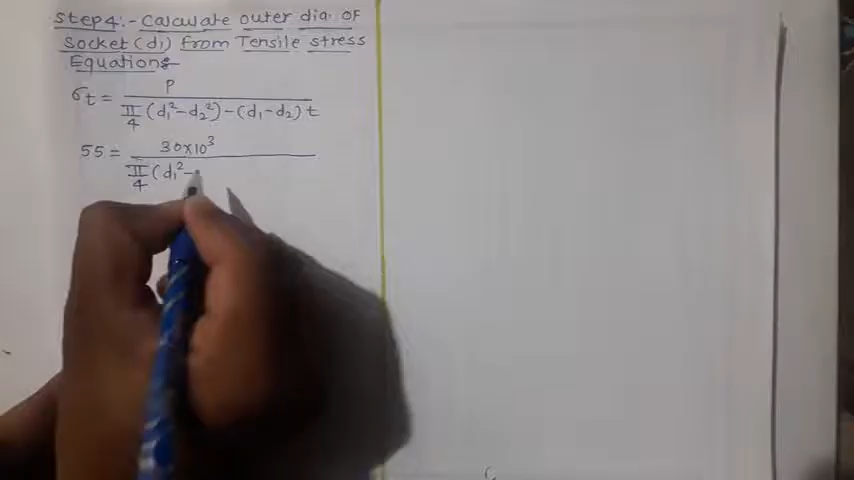 Step4:- Calculate outer dia. of
Socket (d1) from Tensile stress
Equation:-
σt = P
π/4 (d1² - d2²) - (d1 - d2) t
55 = 30×10³
π/4 (d1² -